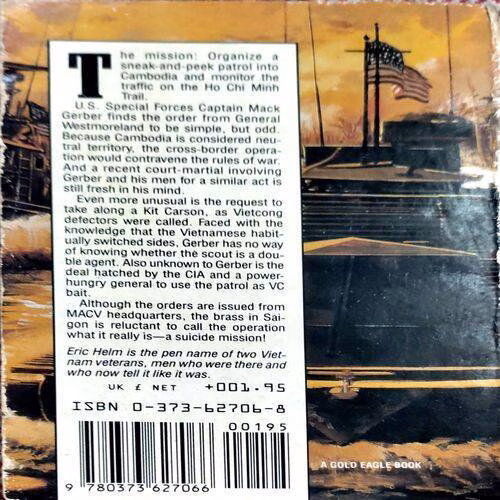 The mission: Organize a
sneak-and-peek patrol into
Cambodia and monitor the
traffic on the Ho Chi Minh
Trail.
U.S. Special Forces Captain Mack
Gerber finds the order from General
Westmoreland to be simple, but odd.
Because Cambodia is considered neu-
tral territory, the cross-border opera-
tion would contravene the rules of war.
And a recent court-martial involving
Gerber and his men for a similar act is
still fresh in his mind.
Even more unusual is the request to
take along a Kit Carson, as Vietcong
defectors were called. Faced with the
knowledge that the Vietnamese habit-
ually switched sides, Gerber has no way
of knowing whether the scout is a dou-
ble agent. Also unknown to Gerber is the
deal hatched by the CIA and a power-
hungry general to use the patrol as VC
bait.
Although the orders are issued from
MACV headquarters, the brass in Sai-
gon is reluctant to call the operation
what it really is—a suicide mission!
Eric Helm is the pen name of two Viet-
nam veterans, men who were there and
who now tell it like it was.
UK £ NET +001.95
ISBN 0-373-62706-8
00195
9 780373 627066
A GOLD EAGLE BOOK